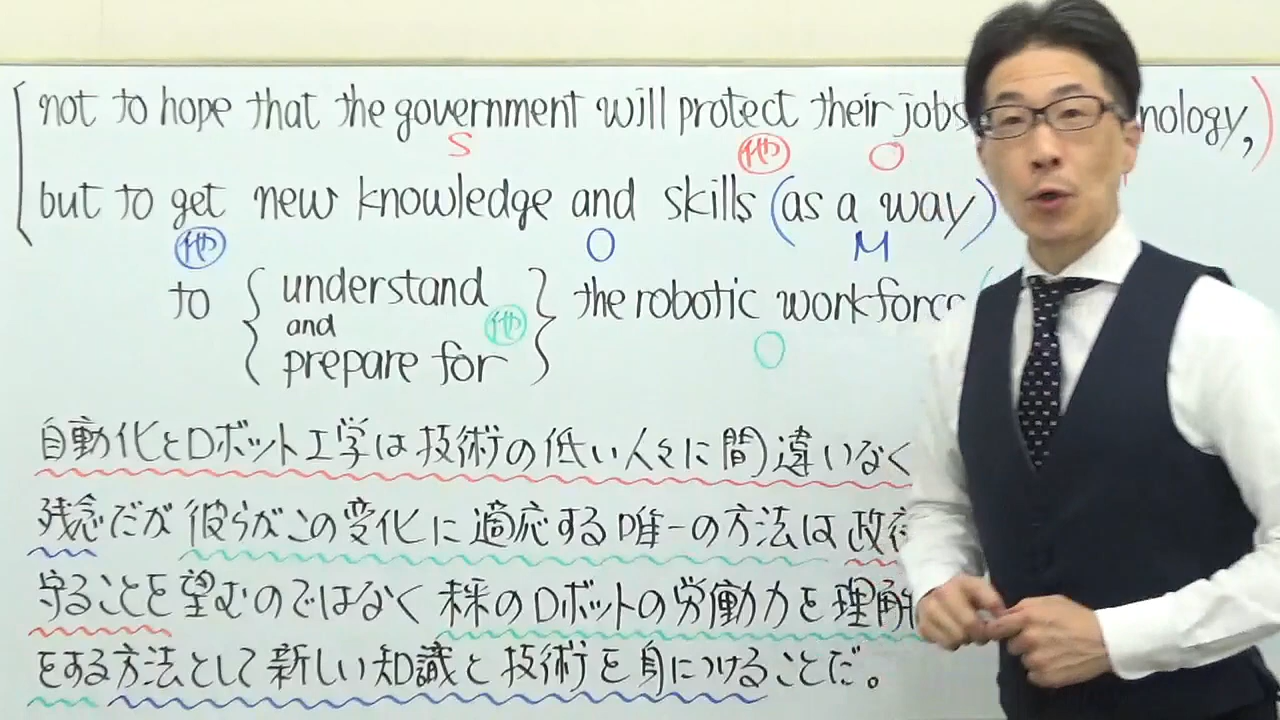 not to hope that the government will protect their jobs nology,)
S 他 O
but to get new knowledge and skills (as a way)
他 O M
to { understand and prepare for } the robotic workforce
他 O
自動化とロボット工学は技術の低い人々に間違いなく
残念だが彼らがこの変化に適応する唯一の方法は政
守ることを望むのではなく株のロボットの労働力を理解
をする方法として新しい知識と技術を身につけることだ。